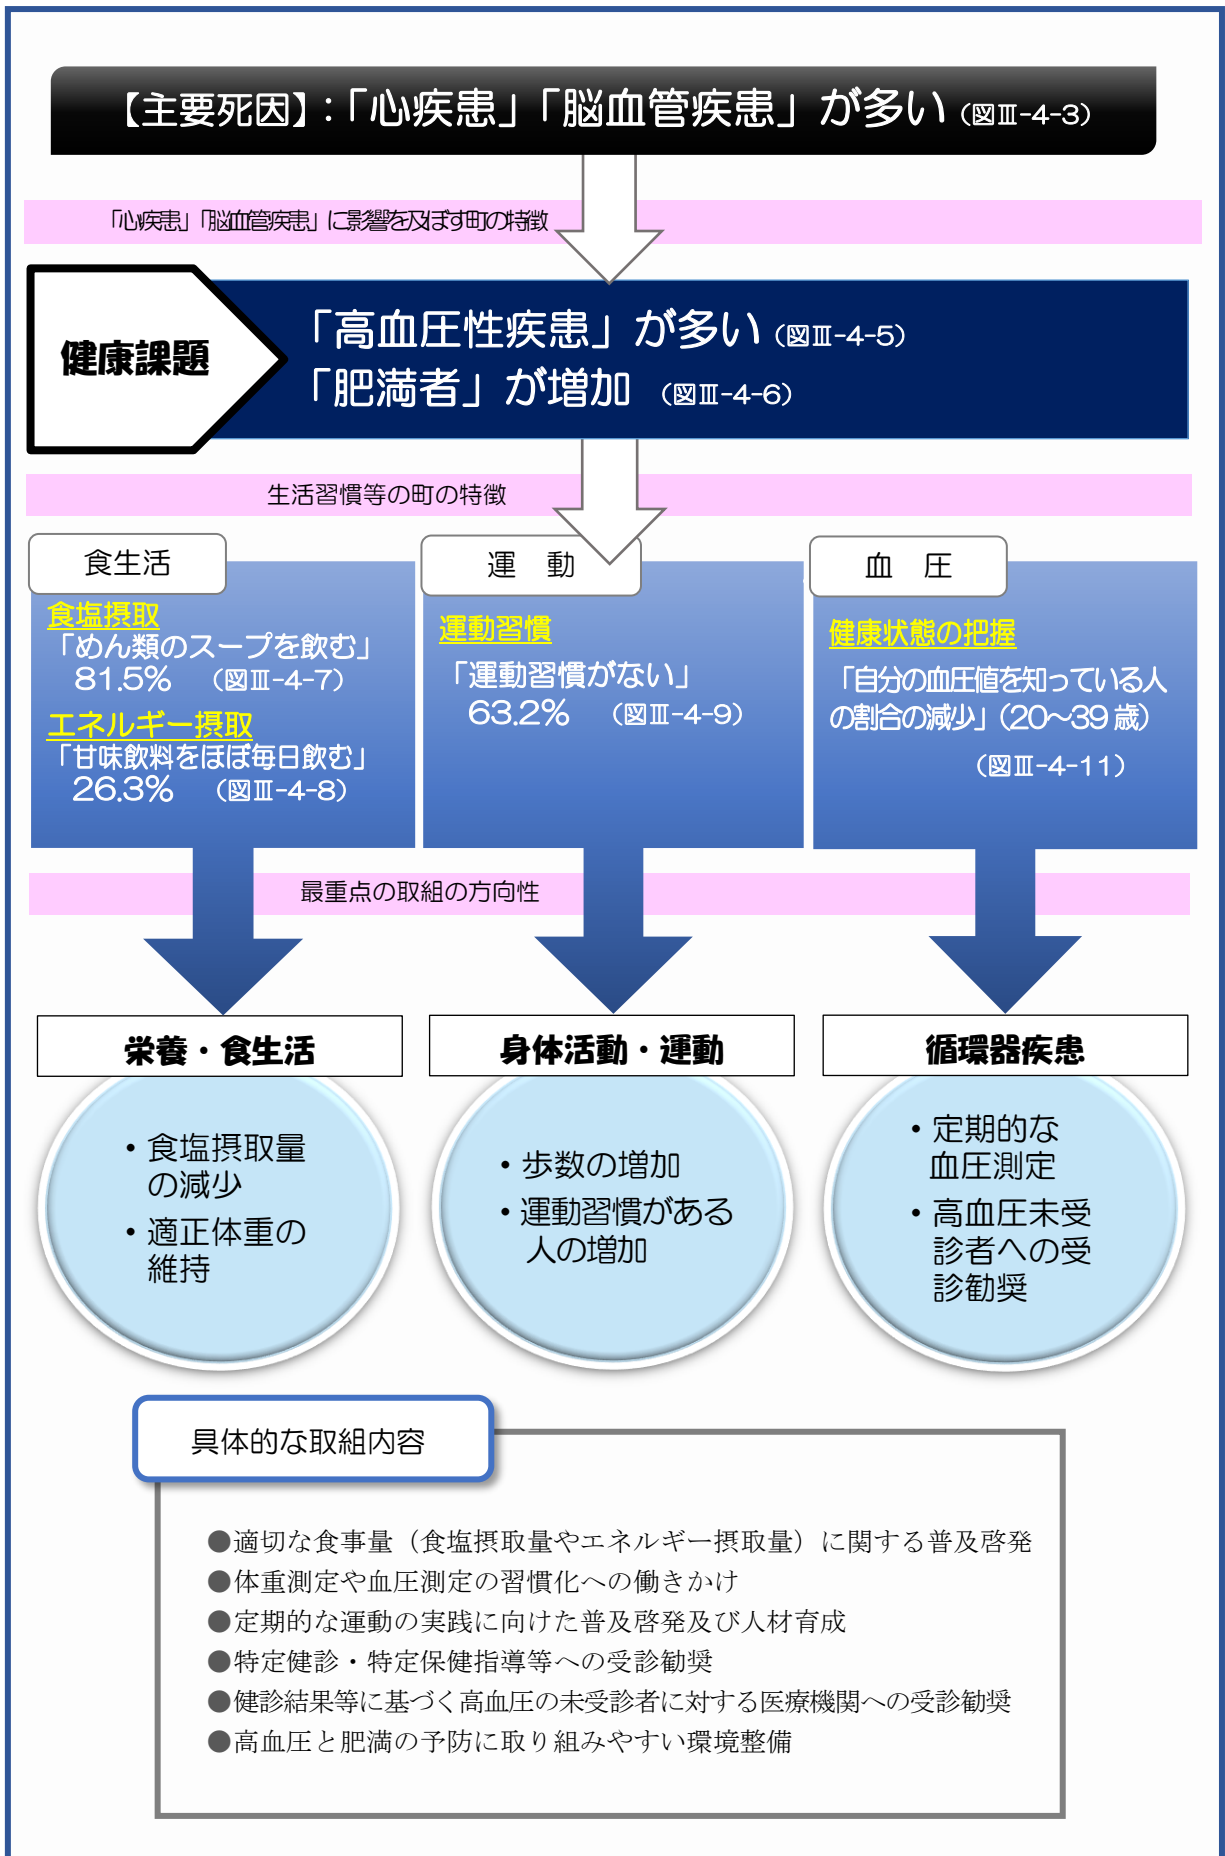 【主要死因】:「心疾患」「脳血管疾患」が多い（図Ⅲ-4-3）
「心疾患」「脳血管疾患」に影響を及ぼす町の特徴
健康課題
「高血圧性疾患」が多い（図Ⅲ-4-5）
「肥満者」が増加 （図Ⅲ-4-6）
生活習慣等の町の特徴
食生活
食塩摂取
「めん類のスープを飲む」
81.5% （図Ⅲ-4-7）
エネルギー摂取
「甘味飲料をほぼ毎日飲む」
26.3% （図Ⅲ-4-8）
運 動
運動習慣
「運動習慣がない」
63.2% （図Ⅲ-4-9）
血 圧
健康状態の把握
「自分の血圧値を知っている人
の割合の減少」（20～39 歳）
（図Ⅲ-4-11）
最重点の取組の方向性
栄養・食生活
・食塩摂取量
の減少
・適正体重の
維持
身体活動・運動
・歩数の増加
・運動習慣がある
人の増加
循環器疾患
・定期的な
血圧測定
・高血圧未受
診者への受
診勧奨
具体的な取組内容
●適切な食事量（食塩摂取量やエネルギー摂取量）に関する普及啓発
●体重測定や血圧測定の習慣化への働きかけ
●定期的な運動の実践に向けた普及啓発及び人材育成
●特定健診・特定保健指導等への受診勧奨
●健診結果等に基づく高血圧の未受診者に対する医療機関への受診勧奨
●高血圧と肥満の予防に取り組みやすい環境整備